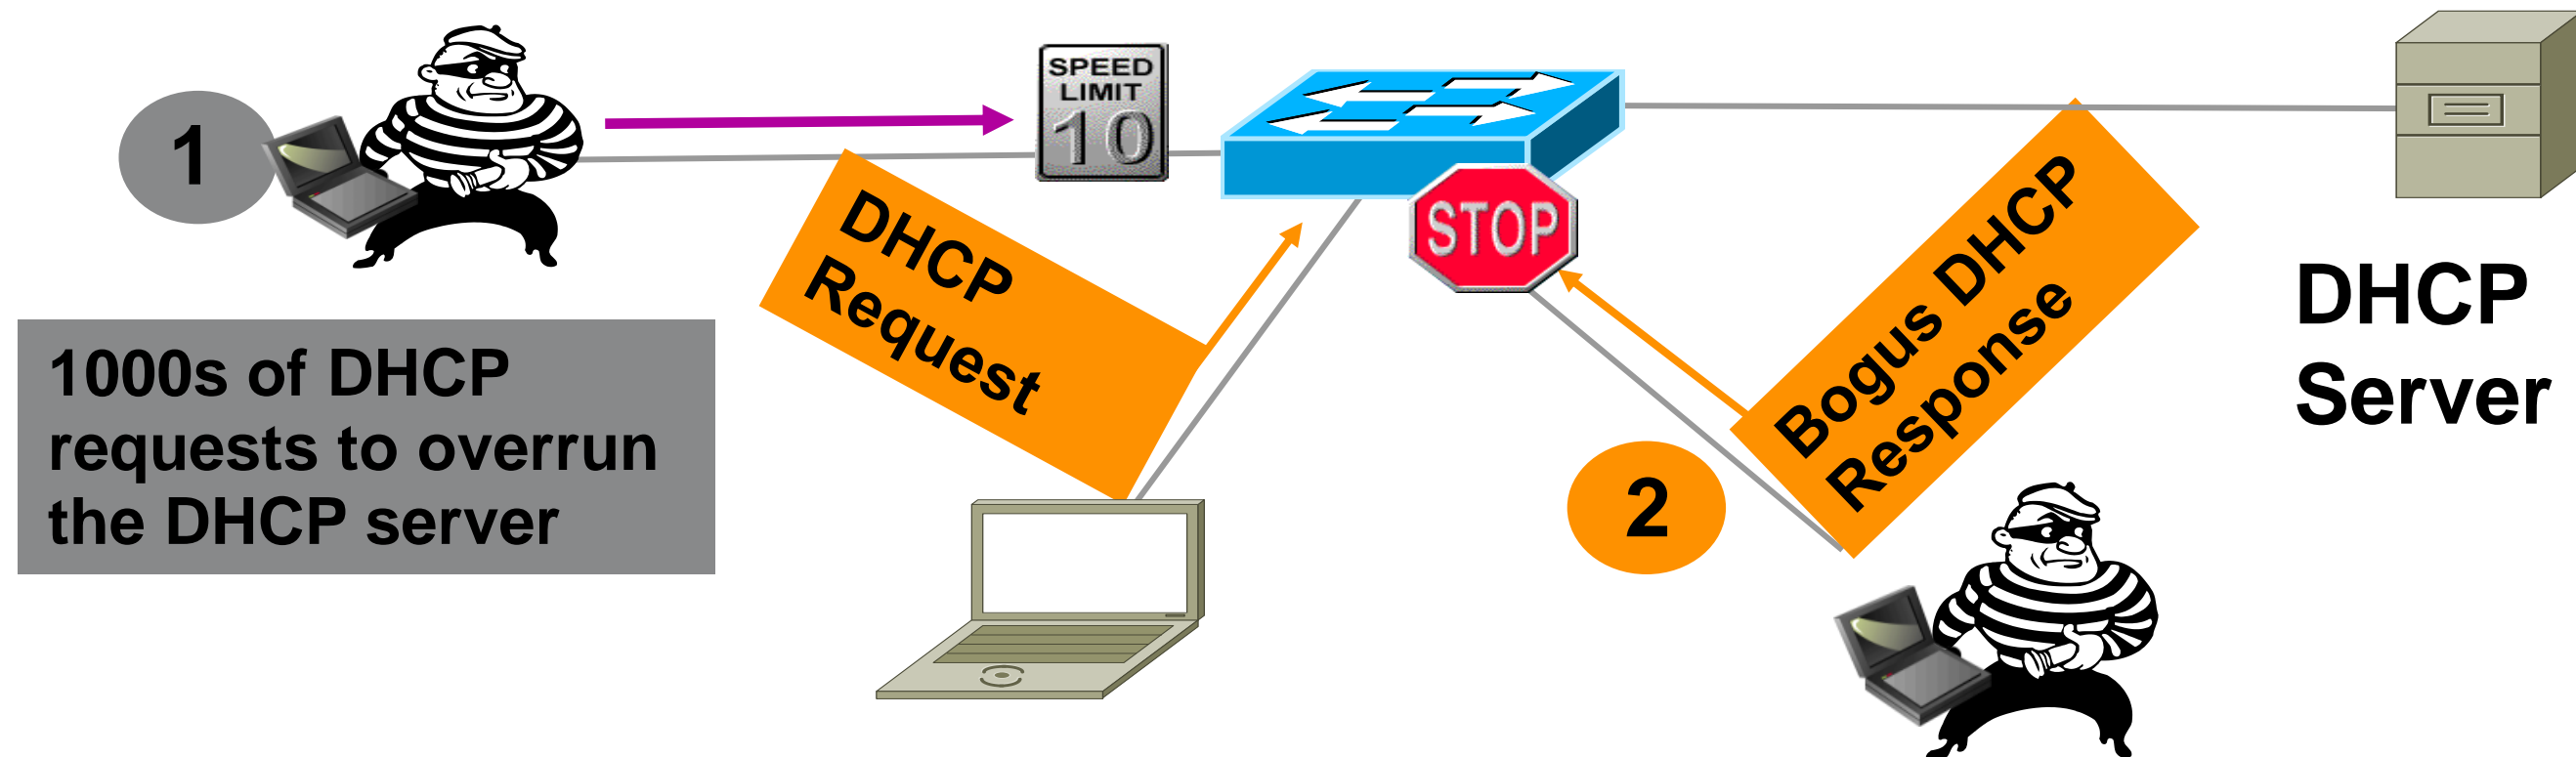 1
SPEED
LIMIT
10
STOP
DHCP
Request
Bogus DHCP
Response
DHCP
Server
1000s of DHCP
requests to overrun
the DHCP server
2